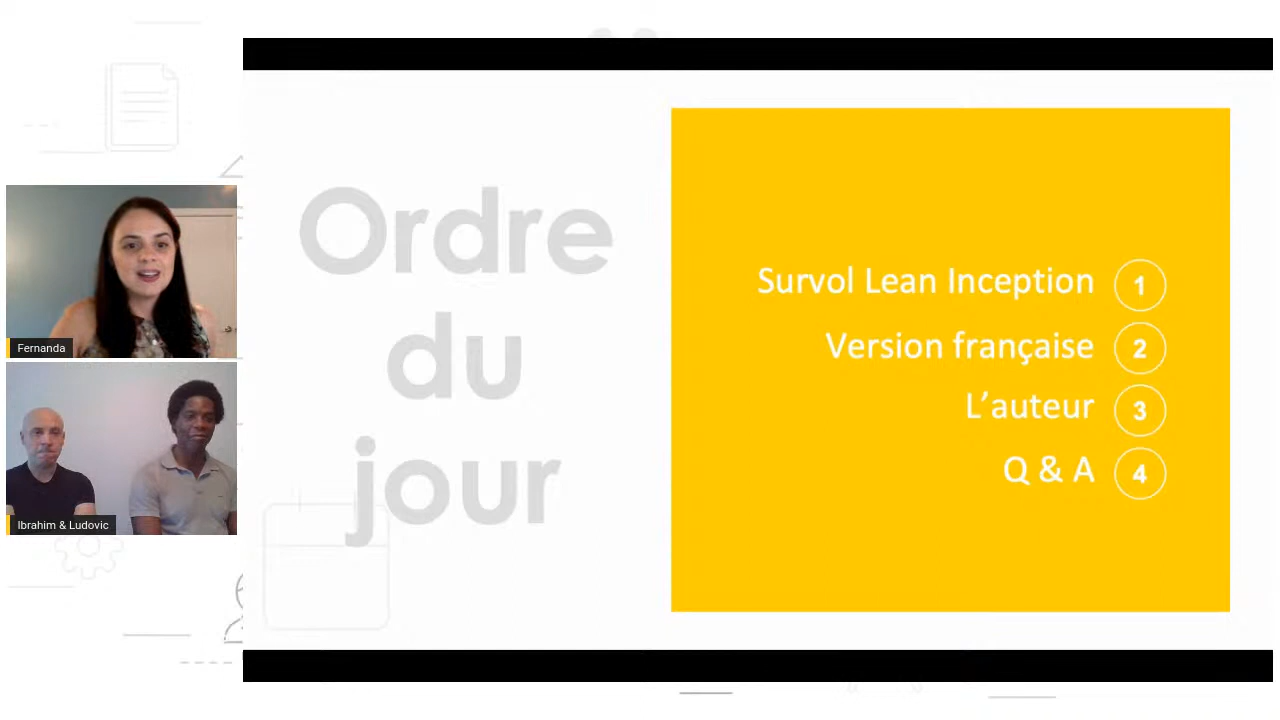 Ordre
du
jour
Survol Lean Inception 1
Version française 2
L’auteur 3
Q & A 4
Fernanda
Ibrahim & Ludovic